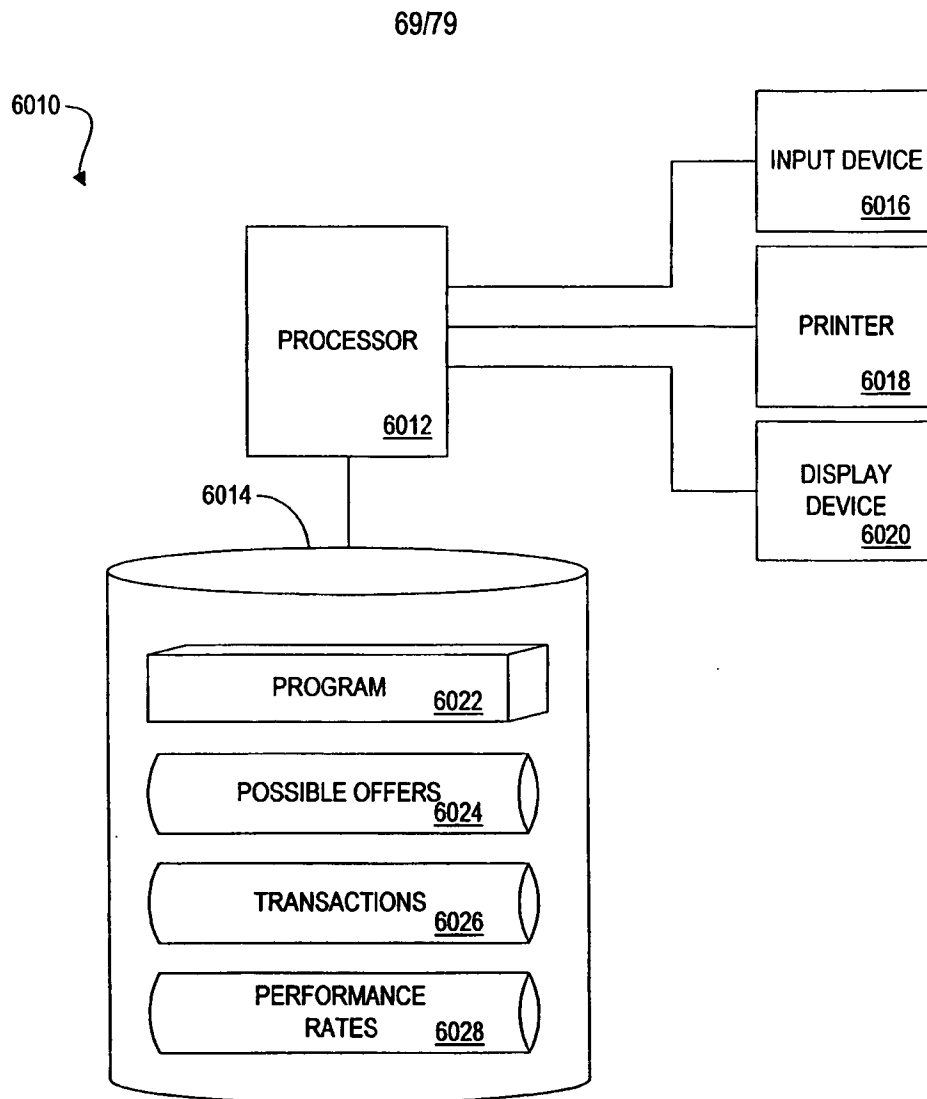 69/79
6010
INPUT DEVICE
6016
PROCESSOR
6012
PRINTER
6018
DISPLAY
DEVICE
6020
6014
PROGRAM
6022
POSSIBLE OFFERS
6024
TRANSACTIONS
6026
PERFORMANCE
RATES
6028